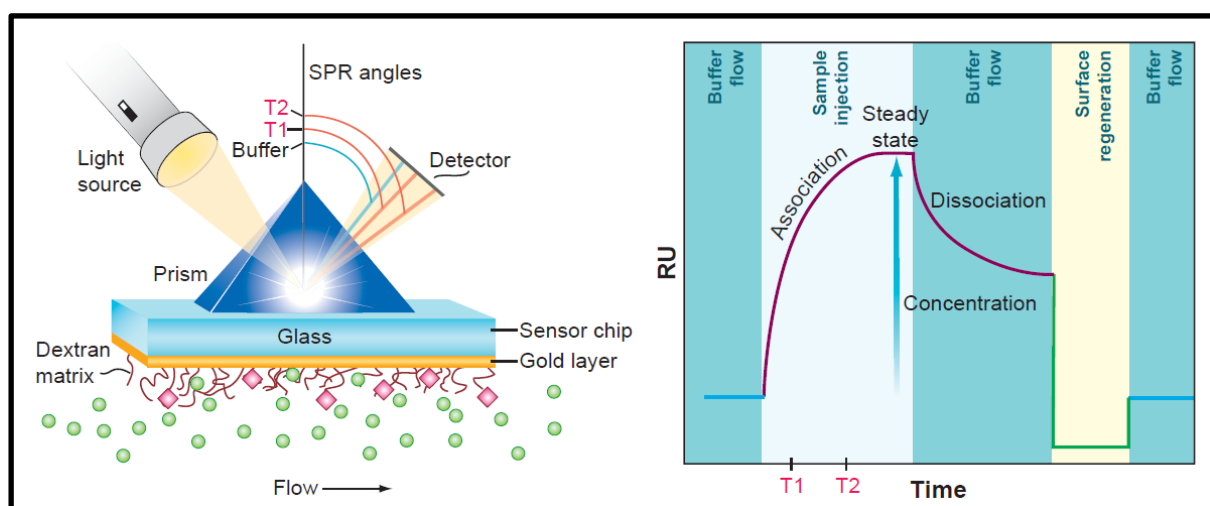 SPR angles
T2
T1
Buffer
Light
source
Detector
Prism
Glass
Sensor chip
Gold layer
Dextran
matrix
Flow
Buffer
flow
Sample
injection
Buffer
flow
Surface
regeneration
Buffer
flow
Steady
state
Association
Dissociation
Concentration
RU
T1
T2
Time